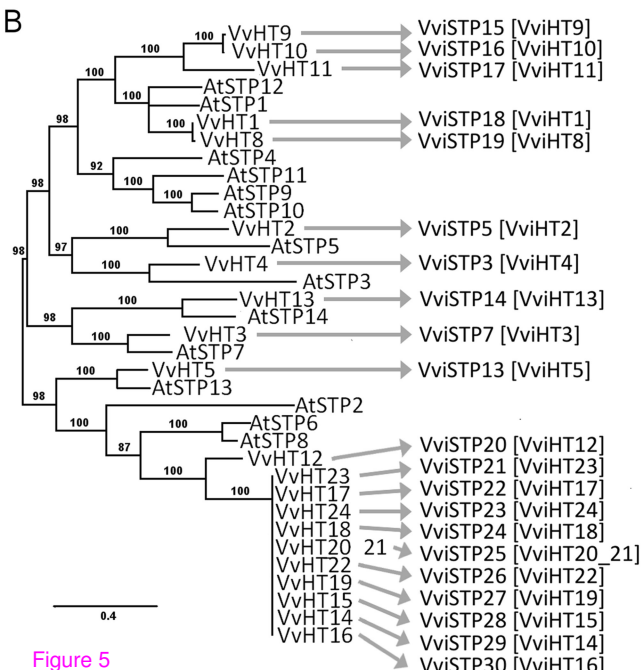 B
100
VvHT9
VviSTP15 [VviHT9]
100
VvHT10
VviSTP16 [VviHT10]
VvHT11
VviSTP17 [VviHT11]
100
AtSTP12
100
AtSTP1
98
100
VvHT1
VviSTP18 [VviHT1]
VvHT8
VviSTP19 [VviHT8]
AtSTP4
92
AtSTP11
100
AtSTP9
98
100
AtSTP10
VvHT2
VviSTP5 [VviHT2]
100
AtSTP5
98
97
VvHT4
VviSTP3 [VviHT4]
100
AtSTP3
VvHT13
VviSTP14 [VviHT13]
100
AtSTP14
98
VvHT3
VviSTP7 [VviHT3]
100
AtSTP7
VvHT5
VviSTP13 [VviHT5]
100
AtSTP13
98
AtSTP2
100
AtSTP6
100
AtSTP8
87
VvHT12
VviSTP20 [VviHT12]
100
VvHT23
VviSTP21 [VviHT23]
100
VvHT17
VviSTP22 [VviHT17]
VvHT24
VviSTP23 [VviHT24]
VvHT18
VviSTP24 [VviHT18]
VvHT20 21
VviSTP25 [VviHT20_21]
VvHT22
VviSTP26 [VviHT22]
VvHT19
VviSTP27 [VviHT19]
VvHT15
VviSTP28 [VviHT15]
VvHT14
VviSTP29 [VviHT14]
VvHT16
VviSTP30 [VviHT16]
0.4
Figure 5